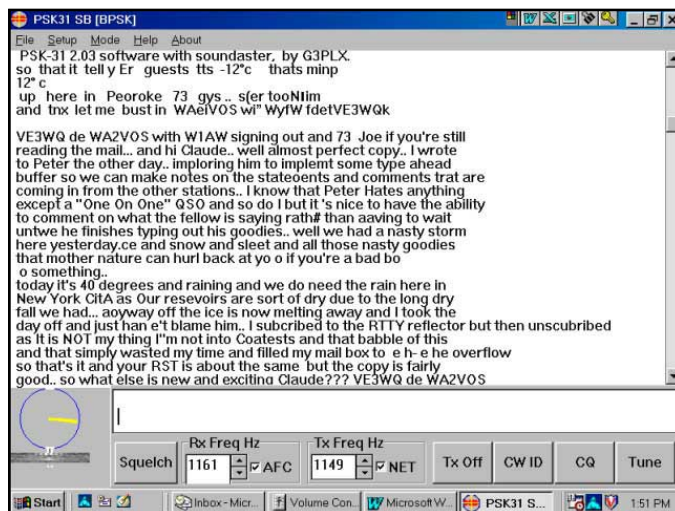 PSK31 SB [BPSK]
File Setup Mode Help About
PSK-31 2.03 software with soundaster, by G3PLX.
so that it tell y Er guests tts -12°c thats minp
12° c
up here in Peoroke 73 gys .. s(er tooNlim
and tnx let me bust in WAeiVOS wi" WyfW fdetVE3WQk
VE3WQ de WA2VOS with W1AW signing out and 73 Joe if you're still
reading the mail... and hi Claude.. well almost perfect copy.. I wrote
to Peter the other day.. imploring him to implemt some type ahead
buffer so we can make notes on the stateoents and comments trat are
coming in from the other stations.. I know that Peter Hates anything
except a "One On One" QSO and so do I but it 's nice to have the ability
to comment on what the fellow is saying rath# than aaving to wait
untwe he finishes typing out his goodies.. well we had a nasty storm
here yesterday.ce and snow and sleet and all those nasty goodies
that mother nature can hurl back at yo o if you're a bad bo
o something..
today it's 40 degrees and raining and we do need the rain here in
New York CitA as Our resevoirs are sort of dry due to the long dry
fall we had... aoyway off the ice is now melting away and I took the
day off and just han e't blame him.. I subcribed to the RTTY reflector but then unscubribed
as It is NOT my thing I"m not into Coatests and that babble of this
and that simply wasted my time and filled my mail box to e h- e he overflow
so that's it and your RST is about the same but the copy is fairly
good.. so what else is new and exciting Claude??? VE3WQ de WA2VOS
Rx Freq Hz Tx Freq Hz
Squelch 1161 AFC 1149 NET Tx Off CW ID CQ Tune
Start Inbox - Micr... Volume Con... Microsoft W... PSK31 S... 1:51 PM